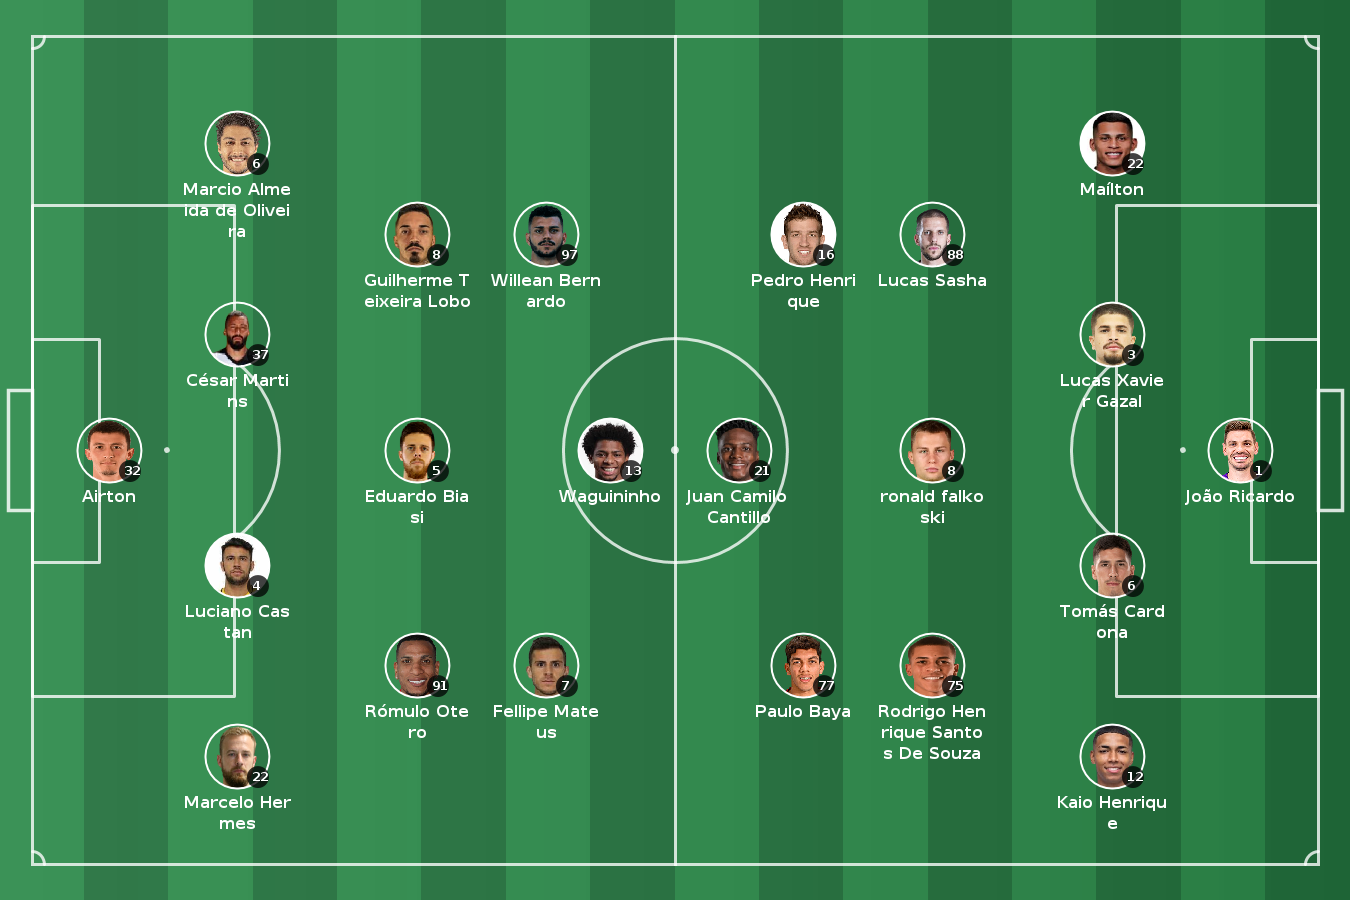 6
Marcio Alme
ida de Olivei
ra
22
Maílton
8
Guilherme T
eixeira Lobo
97
Willean Bern
ardo
16
Pedro Henri
que
88
Lucas Sasha
37
César Marti
ns
3
Lucas Xavie
r Gazal
32
Airton
5
Eduardo Bia
si
13
Waguininho
21
Juan Camilo
Cantillo
8
ronald falko
ski
1
João Ricardo
4
Luciano Cas
tan
6
Tomás Card
ona
91
Rómulo Ote
ro
7
Fellipe Mate
us
77
Paulo Baya
75
Rodrigo Hen
rique Santo
s De Souza
22
Marcelo Her
mes
12
Kaio Henriqu
e